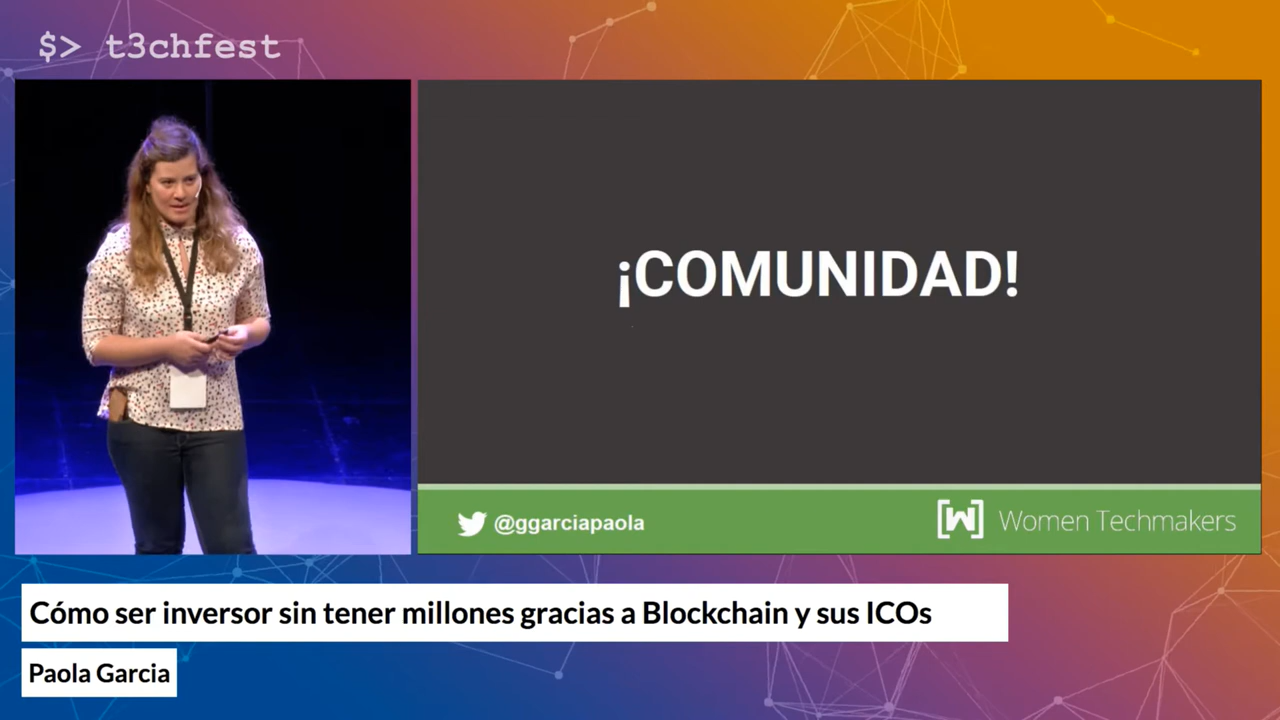 $> t3chfest
¡COMUNIDAD!
@ggarciapaola
[W] Women Techmakers
Cómo ser inversor sin tener millones gracias a Blockchain y sus ICOs
Paola Garcia